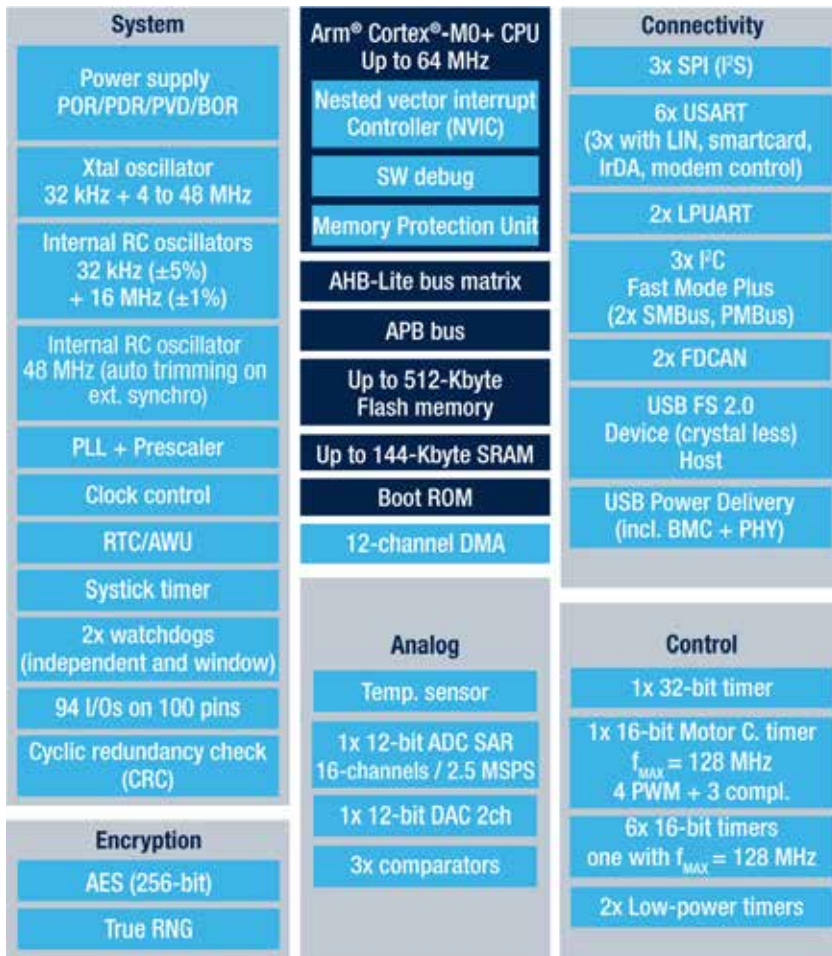 System
Power supply
POR/PDR/PVD/BOR
Xtal oscillator
32 kHz + 4 to 48 MHz
Internal RC oscillators
32 kHz (±5%)
+ 16 MHz (±1%)
Internal RC oscillator
48 MHz (auto trimming on
ext. synchro)
PLL + Prescaler
Clock control
RTC/AWU
Systick timer
2x watchdogs
(independent and window)
94 I/Os on 100 pins
Cyclic redundancy check
(CRC)
Encryption
AES (256-bit)
True RNG
Arm® Cortex®-M0+ CPU
Up to 64 MHz
Nested vector interrupt
Controller (NVIC)
SW debug
Memory Protection Unit
AHB-Lite bus matrix
APB bus
Up to 512-Kbyte
Flash memory
Up to 144-Kbyte SRAM
Boot ROM
12-channel DMA
Analog
Temp. sensor
1x 12-bit ADC SAR
16-channels / 2.5 MSPS
1x 12-bit DAC 2ch
3x comparators
Connectivity
3x SPI (I²S)
6x USART
(3x with LIN, smartcard,
IrDA, modem control)
2x LPUART
3x I²C
Fast Mode Plus
(2x SMBus, PMBus)
2x FDCAN
USB FS 2.0
Device (crystal less)
Host
USB Power Delivery
(incl. BMC + PHY)
Control
1x 32-bit timer
1x 16-bit Motor C. timer
fMAX = 128 MHz
4 PWM + 3 compl.
6x 16-bit timers
one with fMAX = 128 MHz
2x Low-power timers